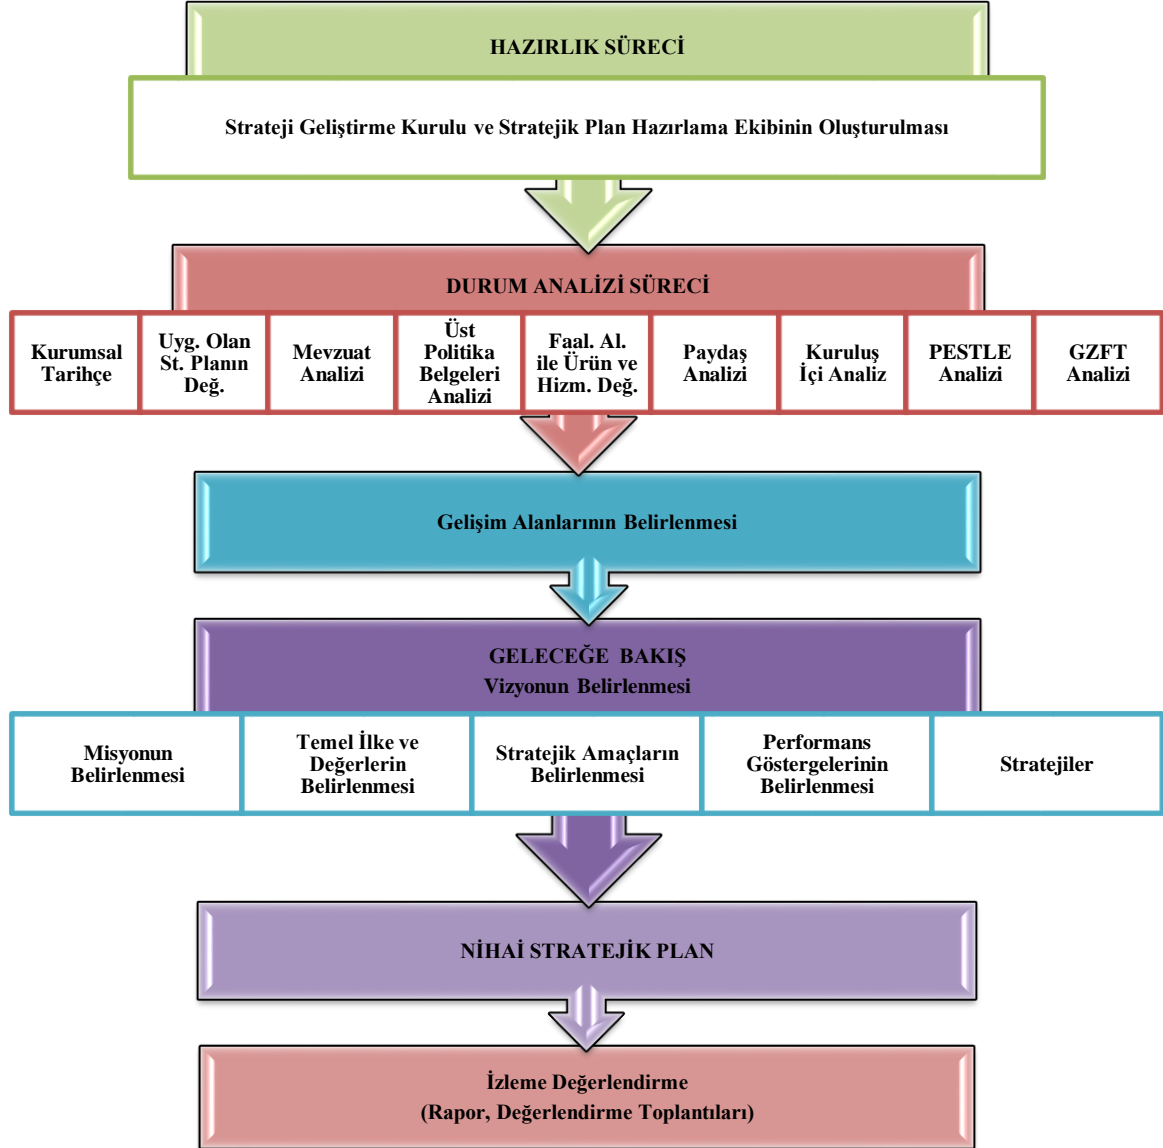 HAZIRLIK SÜRECİ
Strateji Geliştirme Kurulu ve Stratejik Plan Hazırlama Ekibinin Oluşturulması
DURUM ANALİZİ SÜRECİ
Kurumsal
Tarihçe
Uyg. Olan
St. Planın
Değ.
Mevzuat
Analizi
Üst
Politika
Belgeleri
Analizi
Faal. Al.
ile Ürün ve
Hizm. Değ.
Paydaş
Analizi
Kuruluş
İçi Analiz
PESTLE
Analizi
GZFT
Analizi
Gelişim Alanlarının Belirlenmesi
GELECEĞE BAKIŞ
Vizyonun Belirlenmesi
Misyonun
Belirlenmesi
Temel İlke ve
Değerlerin
Belirlenmesi
Stratejik Amaçların
Belirlenmesi
Performans
Göstergelerinin
Belirlenmesi
Stratejiler
NİHAİ STRATEJİK PLAN
İzleme Değerlendirme
(Rapor, Değerlendirme Toplantıları)